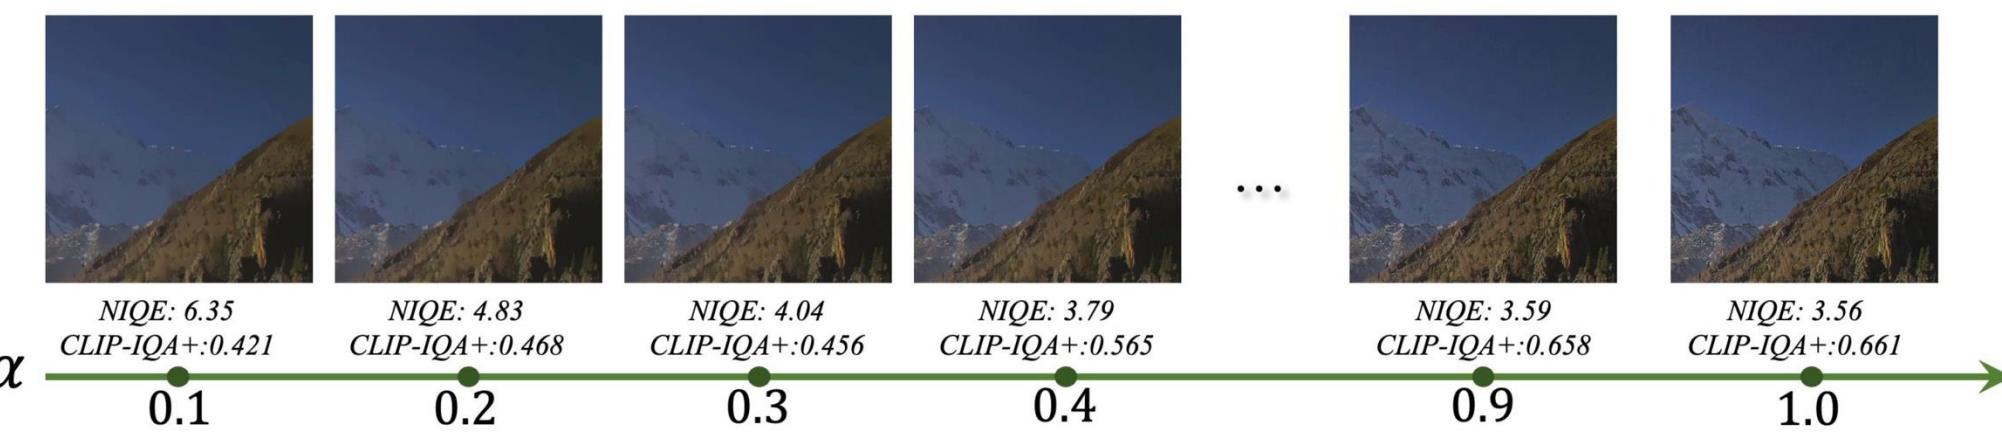 NIQE: 6.35
CLIP-IQA+:0.421
NIQE: 4.83
CLIP-IQA+:0.468
NIQE: 4.04
CLIP-IQA+:0.456
NIQE: 3.79
CLIP-IQA+:0.565
...
NIQE: 3.59
CLIP-IQA+:0.658
NIQE: 3.56
CLIP-IQA+:0.661
α
0.1
0.2
0.3
0.4
0.9
1.0